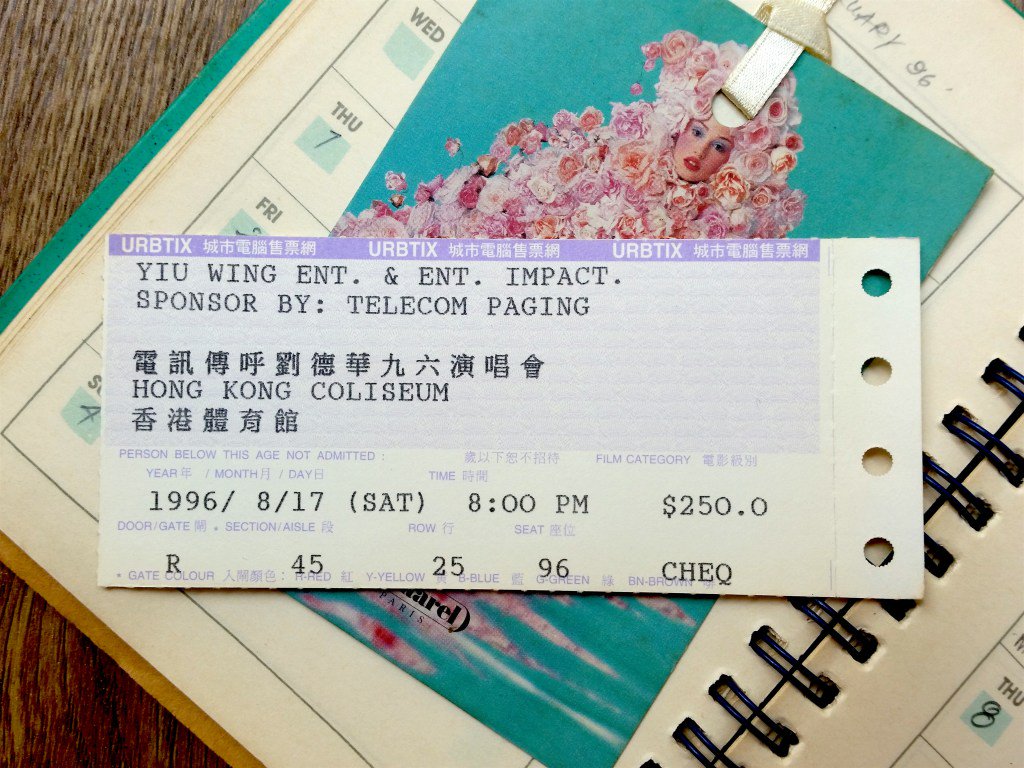 UARY 96.
WED
THU
7
FRI
URBTIX 城市電腦售票網 URBTIX 城市電腦售票網 URBTIX 城市電腦售票網
YIU WING ENT. & ENT. IMPACT.
SPONSOR BY: TELECOM PAGING
電訊傳呼劉德華九六演唱會
HONG KONG COLISEUM
香港體育館
PERSON BELOW THIS AGE NOT ADMITTED : 歲以下恕不招待 FILM CATEGORY 電影級別
YEAR 年 / MONTH 月 / DAY 日 TIME 時間
1996/ 8/17 (SAT) 8:00 PM $250.0
DOOR/GATE 閘 . SECTION/AISLE 段 ROW 行 SEAT 座位
R 45 25 96 CHEQ
* GATE COLOUR 入閘顏色 : R-RED 紅 Y-YELLOW 黃 B-BLUE 藍 G-GREEN 綠 BN-BROWN
PARIS
THU
8